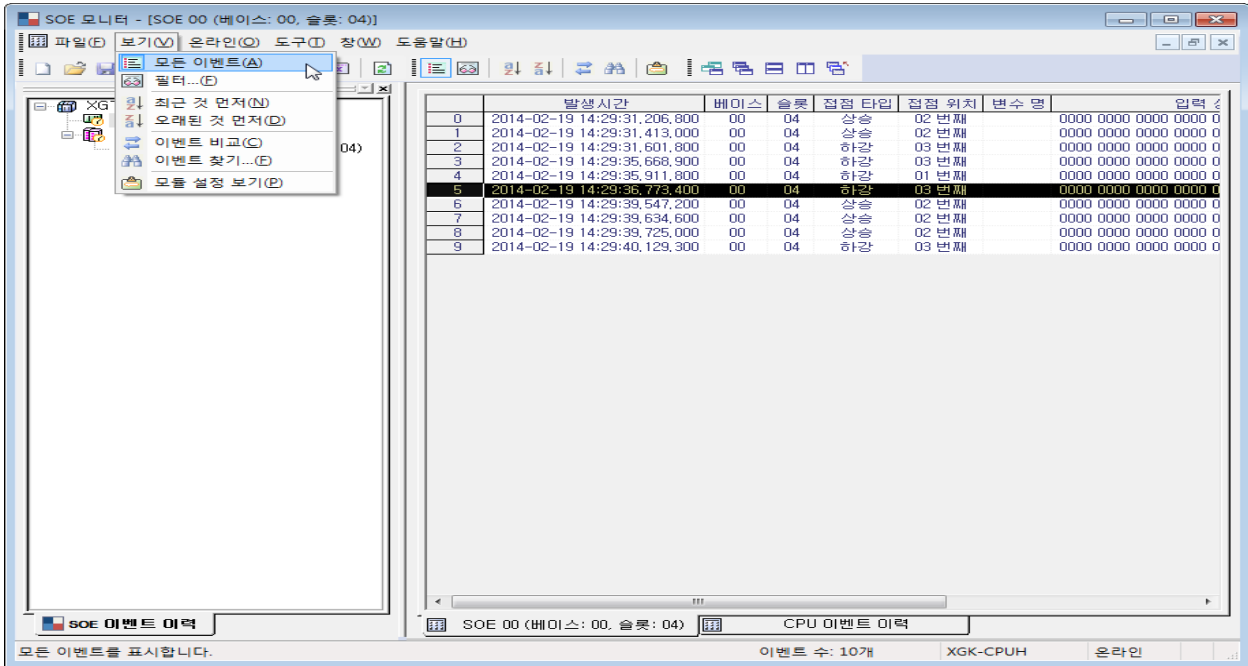 SOE 모니터 - [SOE 00 (베이스: 00, 슬롯: 04)]
파일(F) 보기(V) 온라인(O) 도구(T) 창(W) 도움말(H)
모든 이벤트(A)
필터...(F)
최근 것 먼저(N)
오래된 것 먼저(D)
이벤트 비교(C)
이벤트 찾기...(F)
모듈 설정 보기(P)
XG
04)
발생시간 베이스 슬롯 접점 타입 접점 위치 변수 명 입력
0 2014-02-19 14:29:31,206,800 00 04 상승 02 번째 0000 0000 0000 0000 0
1 2014-02-19 14:29:31,413,000 00 04 상승 02 번째 0000 0000 0000 0000 0
2 2014-02-19 14:29:31,601,800 00 04 하강 03 번째 0000 0000 0000 0000 0
3 2014-02-19 14:29:35,668,900 00 04 하강 03 번째 0000 0000 0000 0000 0
4 2014-02-19 14:29:35,911,800 00 04 하강 01 번째 0000 0000 0000 0000 0
5 2014-02-19 14:29:36,773,400 00 04 하강 03 번째 0000 0000 0000 0000 0
6 2014-02-19 14:29:39,547,200 00 04 상승 02 번째 0000 0000 0000 0000 0
7 2014-02-19 14:29:39,634,600 00 04 상승 02 번째 0000 0000 0000 0000 0
8 2014-02-19 14:29:39,725,000 00 04 상승 02 번째 0000 0000 0000 0000 0
9 2014-02-19 14:29:40,129,300 00 04 하강 03 번째 0000 0000 0000 0000 0
SOE 이벤트 이력
SOE 00 (베이스: 00, 슬롯: 04) CPU 이벤트 이력
모든 이벤트를 표시합니다. 이벤트 수: 10개 XGK-CPUH 온라인